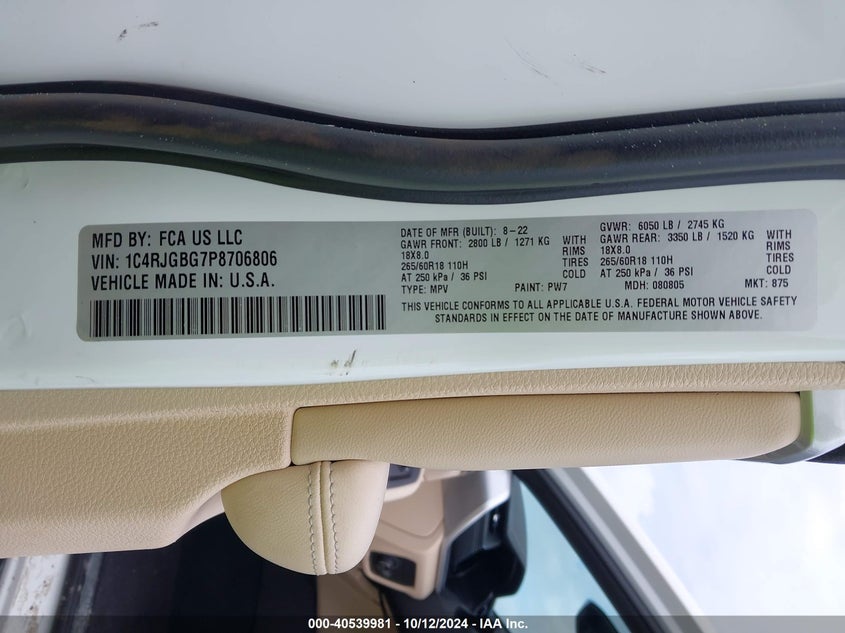 MFD BY: FCA US LLC
VIN: 1C4RJGBG7P8706806
VEHICLE MADE IN: U.S.A.
DATE OF MFR (BUILT): 8-22
GAWR FRONT: 2800 LB / 1271 KG WITH
18X8.0 RIMS
265/60R18 110H TIRES
AT 250 kPa / 36 PSI COLD
TYPE: MPV PAINT: PW7
GVWR: 6050 LB / 2745 KG
GAWR REAR: 3350 LB / 1520 KG WITH
18X8.0 RIMS
265/60R18 110H TIRES
AT 250 kPa / 36 PSI COLD
MDH: 080805 MKT: 875
THIS VEHICLE CONFORMS TO ALL APPLICABLE U.S.A. FEDERAL MOTOR VEHICLE SAFETY
STANDARDS IN EFFECT ON THE DATE OF MANUFACTURE SHOWN ABOVE.
000-40539981 - 10/12/2024 - IAA Inc.